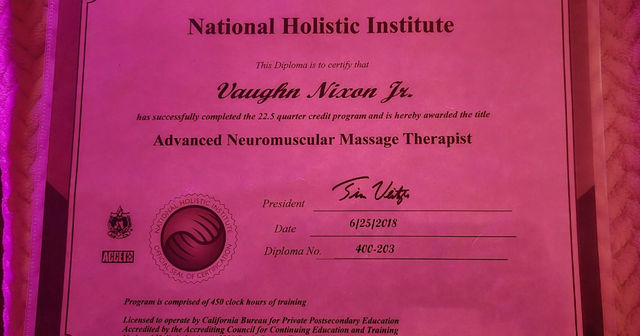 National Holistic Institute
This Diploma is to certify that
Vaughn Nixon Jr.
has successfully completed the 22.5 quarter credit program and is hereby awarded the title
Advanced Neuromuscular Massage Therapist
President
Date 6/25/2018
Diploma No. 400-203
NATIONAL HOLISTIC INSTITUTE
OFFICIAL SEAL OF CERTIFICATION
ACCET
Program is comprised of 450 clock hours of training
Licensed to operate by California Bureau for Private Postsecondary Education
Accredited by the Accrediting Council for Continuing Education and Training